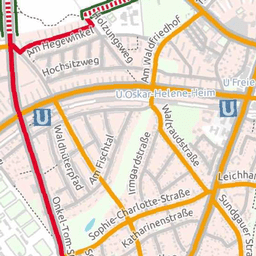 Holzungsweg
Am Hegewinkel
Am Waldfriedhof
Hochsitzweg
U Freie
U.Oskar-Helene-Heim
U
U
Waldhüterpfad
Am Fischtal
Irmgardstraße
Waltraudstraße
Leichha
Onkel-Tom-S
Sophie-Charlotte-Straße
Katharinenstraße
Sundgauer Str